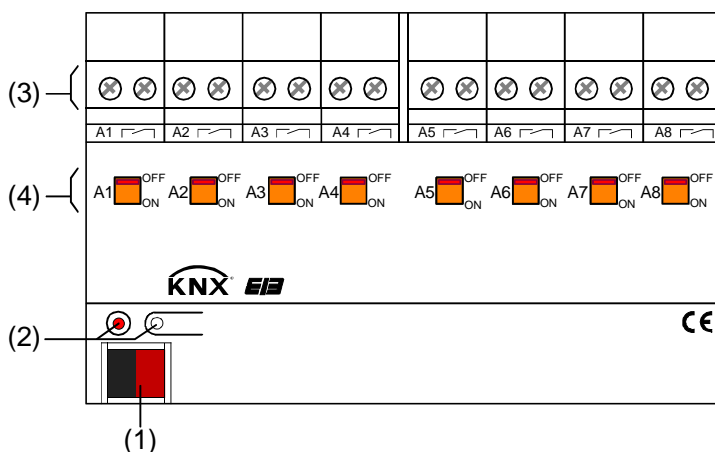 (3)
A1 A2 A3 A4 A5 A6 A7 A8
OFF OFF OFF OFF OFF OFF OFF OFF
(4) A1 A2 A3 A4 A5 A6 A7 A8
ON ON ON ON ON ON ON ON
KNX EIB
(2) CE
(1)